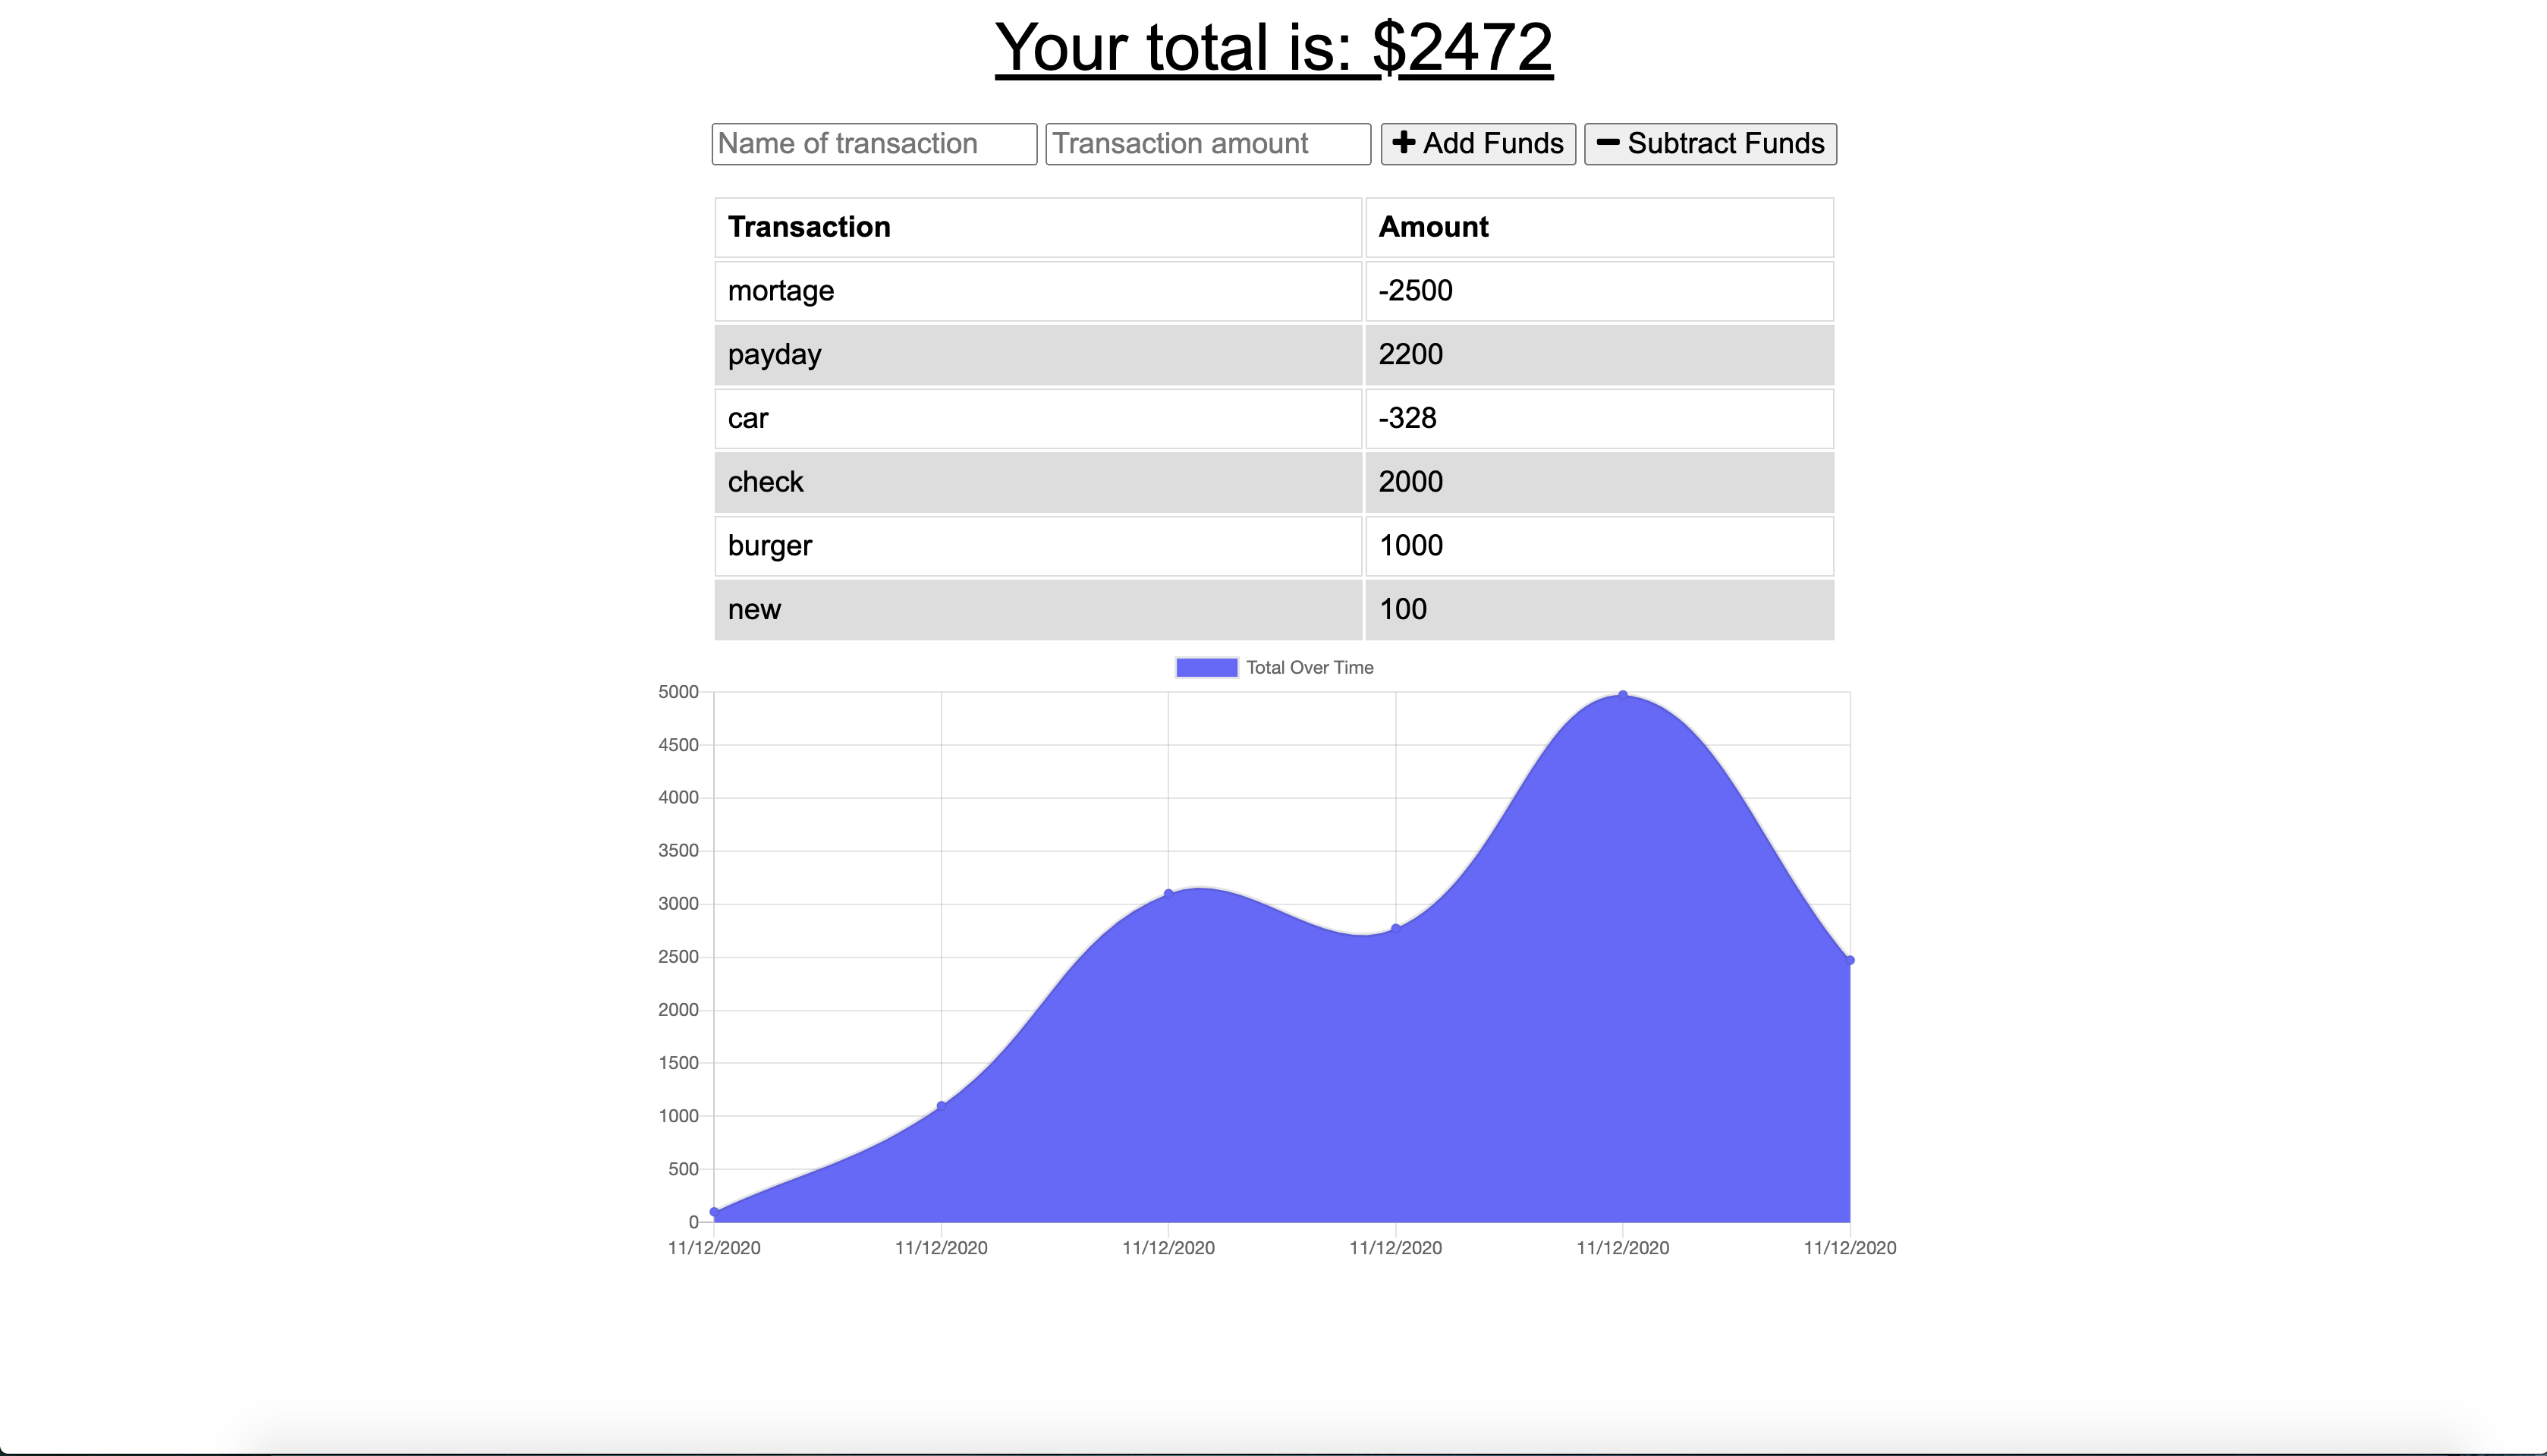 Your total is: $2472
Name of transaction Transaction amount Add Funds Subtract Funds
Transaction Amount
mortage -2500
payday 2200
car -328
check 2000
burger 1000
new 100
Total Over Time
5000
4500
4000
3500
3000
2500
2000
1500
1000
500
0
11/12/2020 11/12/2020 11/12/2020 11/12/2020 11/12/2020 11/12/2020